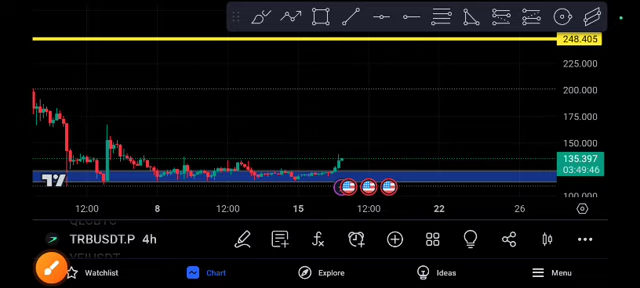 248.405
225.000
200.000
175.000
150.000
135.397
03:49:46
100.000
12:00 8 12:00 15 12:00 22 26
TRBUSDT.P 4h
Watchlist Chart Explore Ideas Menu